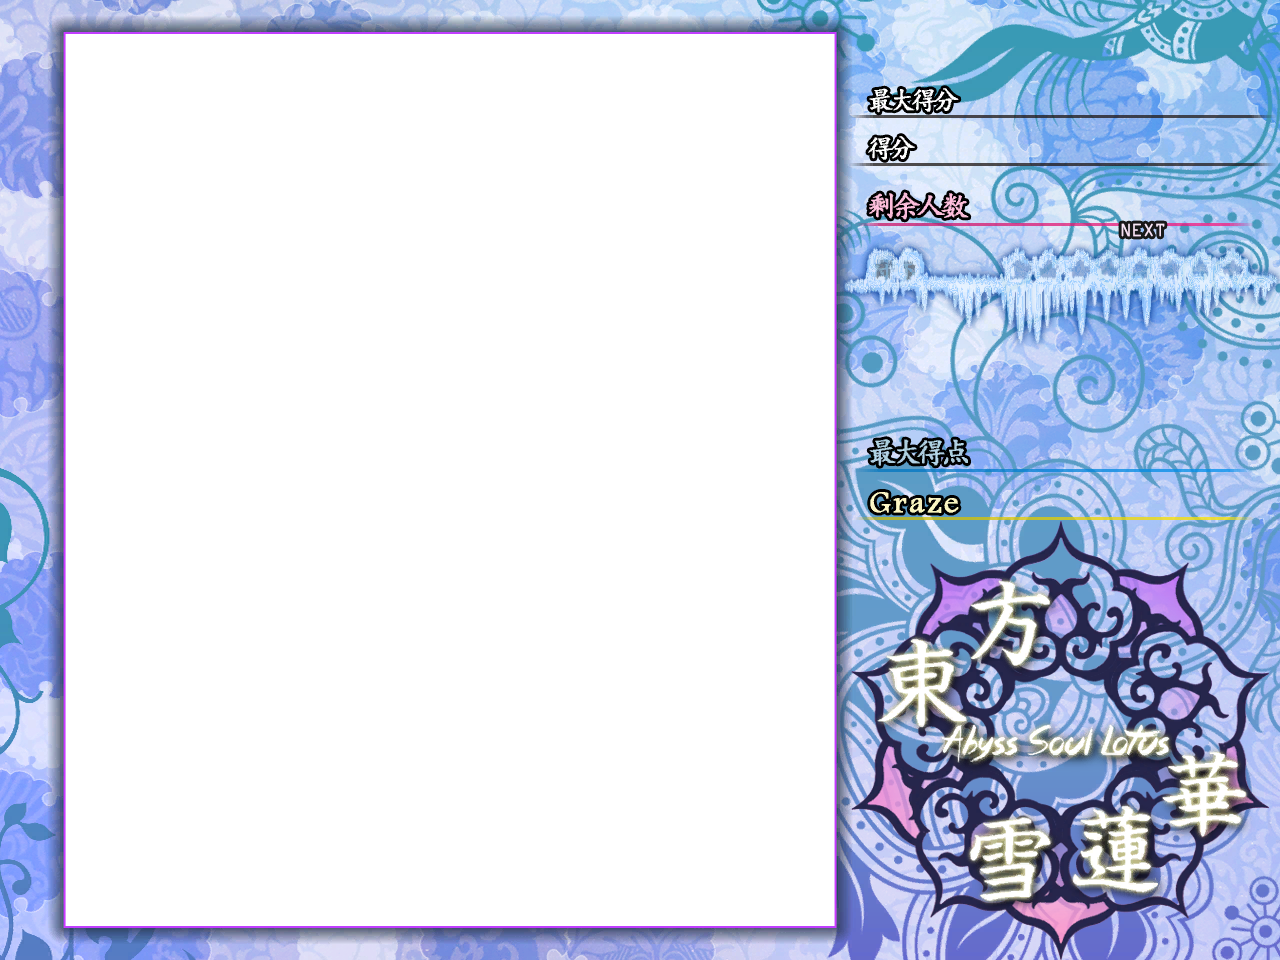 最大得分
得分
剩余人数
NEXT
最大得点
Graze
東方
Abyss Soul Lotus
雪蓮華